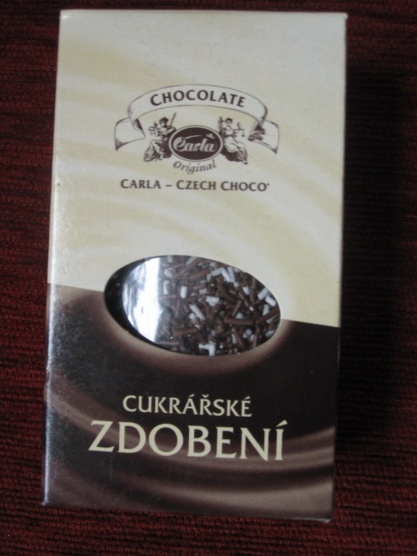 CHOCOLATE
Carla
Original
CARLA – CZECH CHOCO'
CUKRÁŘSKÉ
ZDOBENÍ